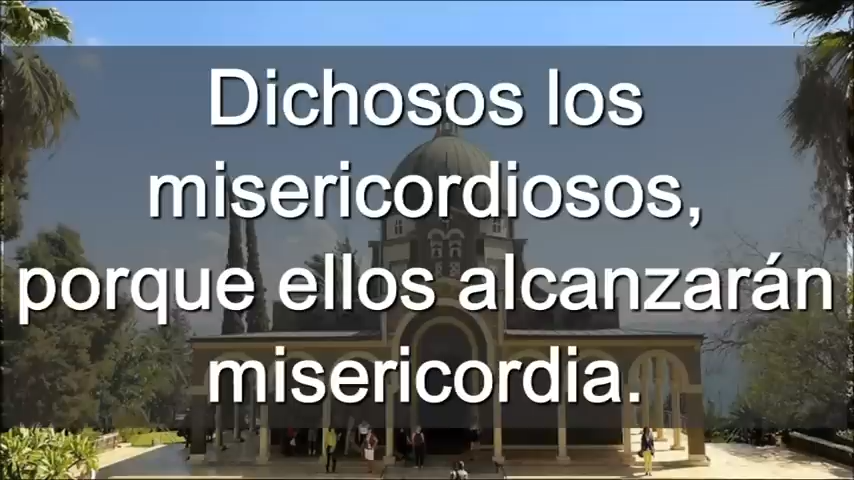 Dichosos los
misericordiosos,
porque ellos alcanzarán
misericordia.